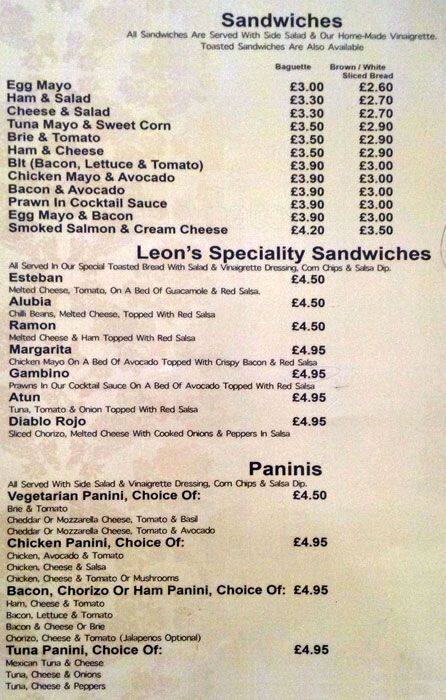 Sandwiches
All Sandwiches Are Served With Side Salad & Our Home-Made Vinaigrette.
Toasted Sandwiches Are Also Available
Baguette Brown / White
Sliced Bread
Egg Mayo £3.00 £2.60
Ham & Salad £3.30 £2.70
Cheese & Salad £3.30 £2.70
Tuna Mayo & Sweet Corn £3.50 £2.90
Brie & Tomato £3.50 £2.90
Ham & Cheese £3.50 £2.90
Blt (Bacon, Lettuce & Tomato) £3.90 £3.00
Chicken Mayo & Avocado £3.90 £3.00
Bacon & Avocado £3.90 £3.00
Prawn In Cocktail Sauce £3.90 £3.00
Egg Mayo & Bacon £3.90 £3.00
Smoked Salmon & Cream Cheese £4.20 £3.50
Leon's Speciality Sandwiches
All Served In Our Special Toasted Bread With Salad & Vinaigrette Dressing, Corn Chips & Salsa Dip.
Esteban £4.50
Melted Cheese, Tomato, On A Bed Of Guacamole & Red Salsa.
Alubia £4.50
Chilli Beans, Melted Cheese, Topped With Red Salsa
Ramon £4.50
Melted Cheese & Ham Topped With Red Salsa
Margarita £4.95
Chicken Mayo On A Bed Of Avocado Topped With Crispy Bacon & Red Salsa
Gambino £4.95
Prawns In Our Cocktail Sauce On A Bed Of Avocado Topped With Red Salsa
Atun £4.95
Tuna, Tomato & Onion Topped With Red Salsa
Diablo Rojo £4.95
Sliced Chorizo, Melted Cheese With Cooked Onions & Peppers In Salsa
Paninis
All Served With Side Salad & Vinaigrette Dressing, Corn Chips & Salsa Dip.
Vegetarian Panini, Choice Of: £4.50
Brie & Tomato
Cheddar Or Mozzarella Cheese, Tomato & Basil
Cheddar Or Mozzarella Cheese, Tomato & Avocado
Chicken Panini, Choice Of: £4.95
Chicken, Avocado & Tomato
Chicken, Cheese & Salsa
Chicken, Cheese & Tomato Or Mushrooms
Bacon, Chorizo Or Ham Panini, Choice Of: £4.95
Ham, Cheese & Tomato
Bacon, Lettuce & Tomato
Bacon & Cheese Or Brie
Chorizo, Cheese & Tomato (Jalapenos Optional)
Tuna Panini, Choice Of: £4.95
Mexican Tuna & Cheese
Tuna, Cheese & Onions
Tuna, Cheese & Peppers